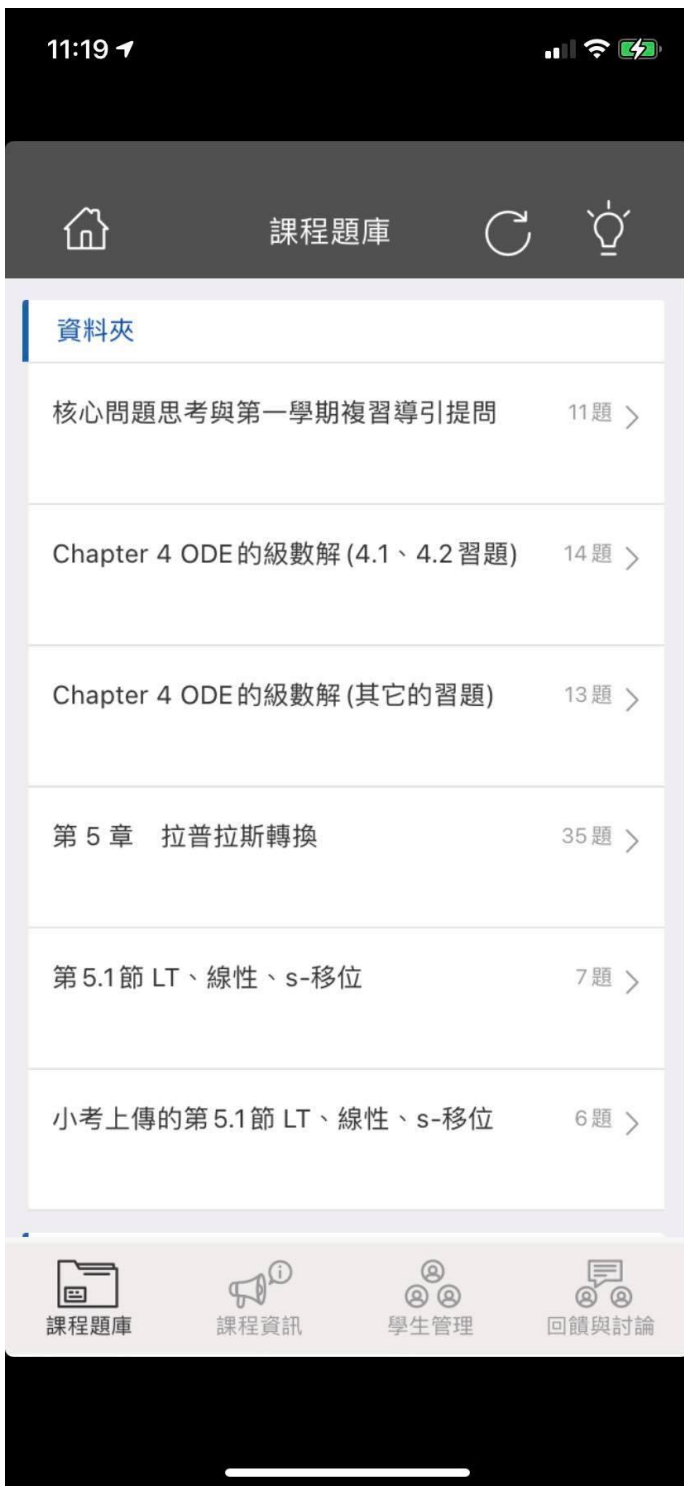 11:19
課程題庫
資料夾
核心問題思考與第一學期複習導引提問 11題
Chapter 4 ODE的級數解(4.1、4.2習題) 14題
Chapter 4 ODE的級數解(其它的習題) 13題
第 5 章　拉普拉斯轉換 35題
第5.1節 LT、線性、s-移位 7題
小考上傳的第5.1節 LT、線性、s-移位 6題
課程題庫 課程資訊 學生管理 回饋與討論